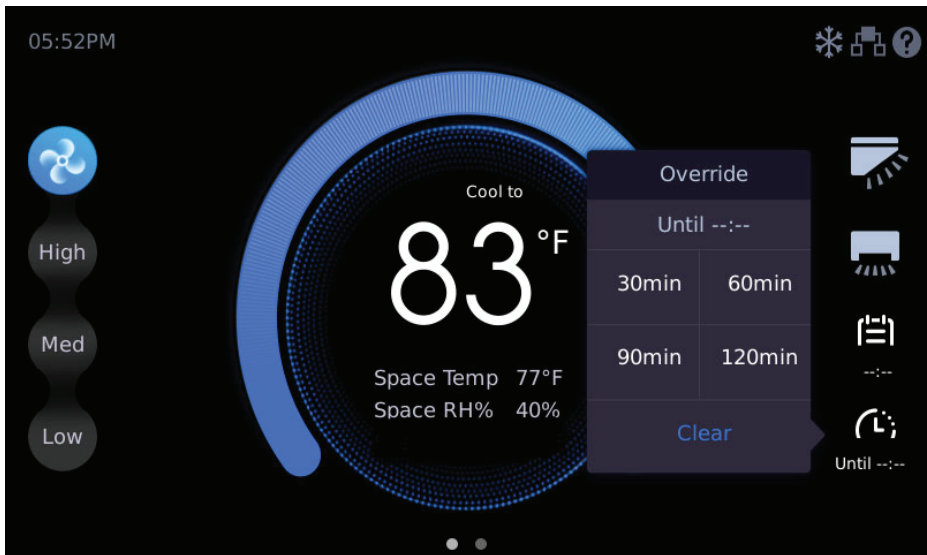 05:52PM
?
High
Med
Low
Cool to
83°F
Space Temp 77°F
Space RH% 40%
Override
Until --:--
30min 60min
90min 120min
Clear
--:--
Until --:--